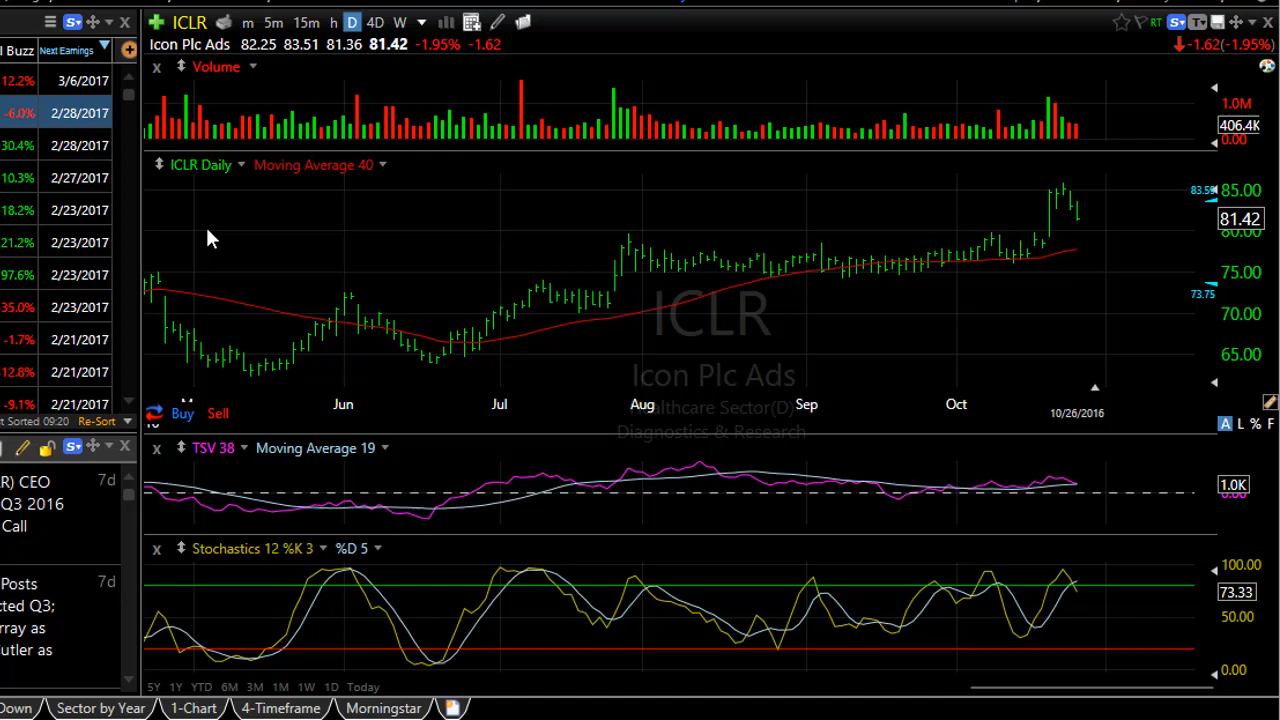 ICLR m 5m 15m h D 4D W RT
l Buzz Next Earnings
Icon Plc Ads 82.25 83.51 81.36 81.42 -1.95% -1.62
-1.62(-1.95%)
12.2% 3/6/2017
-6.0% 2/28/2017
30.4% 2/28/2017
10.3% 2/27/2017
-18.2% 2/23/2017
21.2% 2/23/2017
97.6% 2/23/2017
-35.0% 2/23/2017
-1.7% 2/21/2017
-12.8% 2/21/2017
-9.1% 2/21/2017
t Sorted 09:20 Re-Sort
Volume
1.0M
406.4K
0.00
ICLR Daily Moving Average 40
85.00
81.42
80.00
75.00
73.75
70.00
65.00
ICLR
Icon Plc Ads
Healthcare Sector(D)
Diagnostics & Research
Jun Jul Aug Sep Oct
10/26/2016
Buy Sell
A L % F
R) CEO 7d
Q3 2016
Call
Posts 7d
cted Q3;
rray as
utler as
TSV 38 Moving Average 19
1.0K
Stochastics 12 %K 3 %D 5
100.00
73.33
50.00
0.00
5Y 1Y YTD 6M 3M 1M 1W 1D Today
Down Sector by Year 1-Chart 4-Timeframe Morningstar